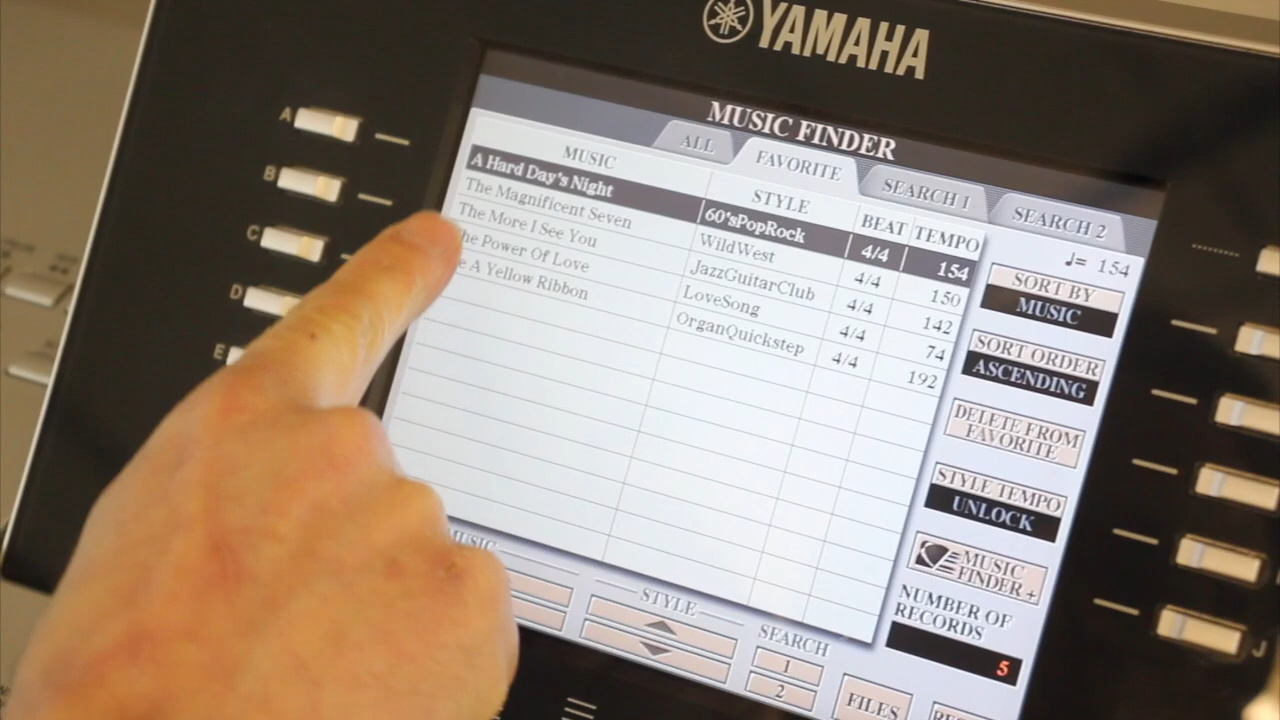 YAMAHA
MUSIC FINDER
ALL
FAVORITE
SEARCH 1
SEARCH 2
MUSIC
STYLE
BEAT
TEMPO
A Hard Day's Night
60'sPopRock
4/4
154
The Magnificent Seven
WildWest
4/4
150
The More I See You
JazzGuitarClub
4/4
142
he Power Of Love
LoveSong
4/4
74
e A Yellow Ribbon
OrganQuickstep
4/4
192
♩= 154
SORT BY
MUSIC
SORT ORDER
ASCENDING
DELETE FROM
FAVORITE
STYLE TEMPO
UNLOCK
MUSIC
FINDER +
NUMBER OF
RECORDS
5
MUSIC
STYLE
SEARCH
1
2
FILES
A
B
C
D
E
J